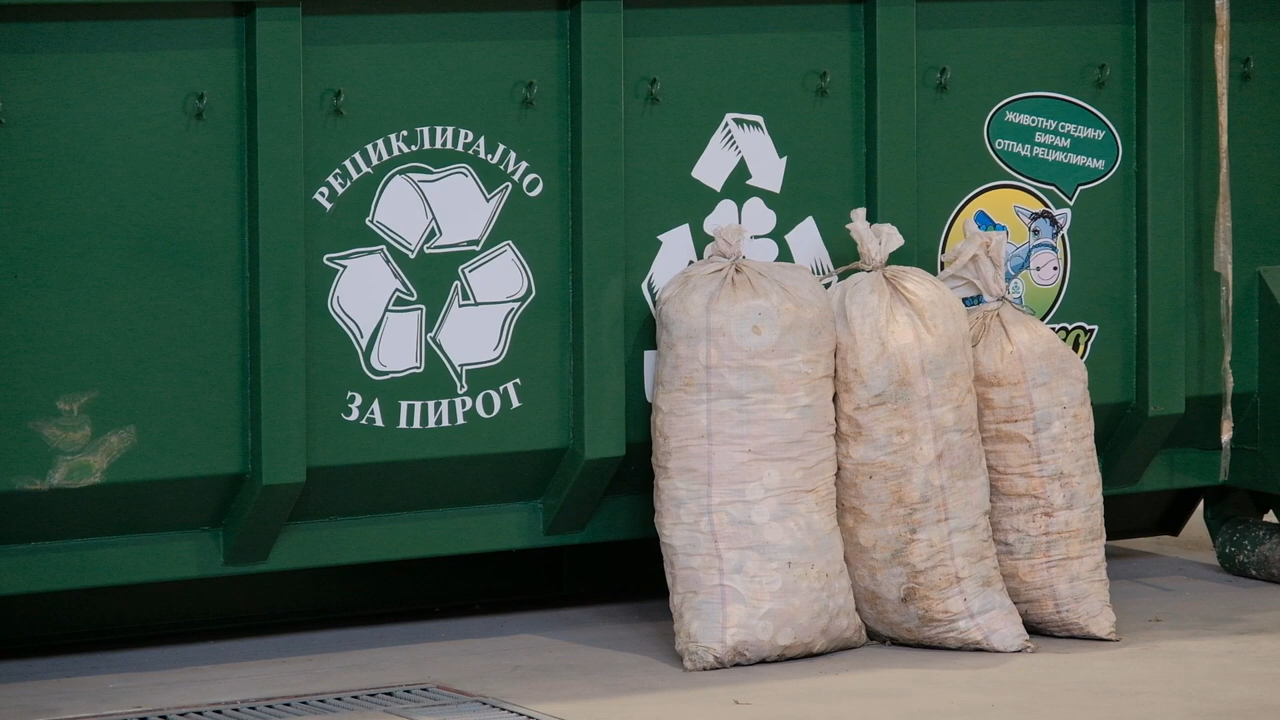 РЕЦИКЛИРАЈМО
ЗА ПИРОТ
ЖИВОТНУ СРЕДИНУ
БИРАМ
ОТПАД РЕЦИКЛИРАМ!